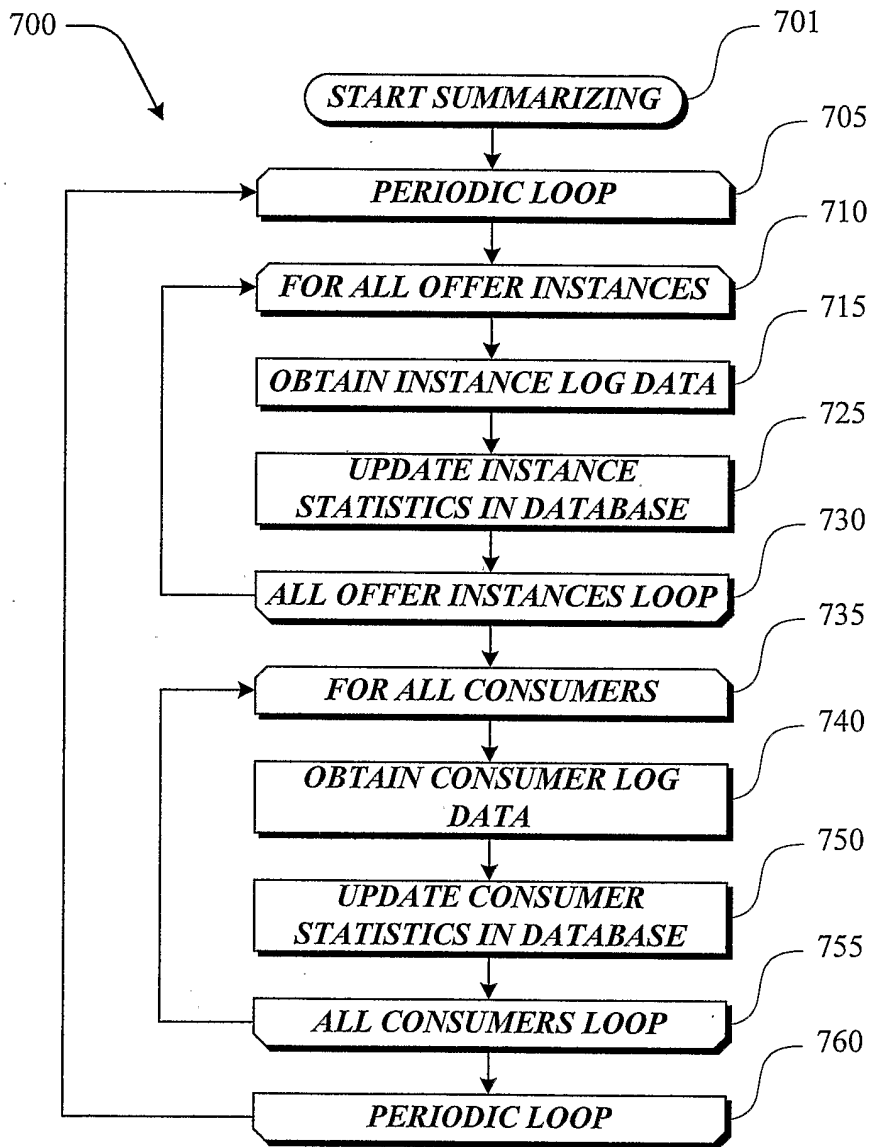 700
701
START SUMMARIZING
705
PERIODIC LOOP
710
FOR ALL OFFER INSTANCES
715
OBTAIN INSTANCE LOG DATA
725
UPDATE INSTANCE
STATISTICS IN DATABASE
730
ALL OFFER INSTANCES LOOP
735
FOR ALL CONSUMERS
740
OBTAIN CONSUMER LOG
DATA
750
UPDATE CONSUMER
STATISTICS IN DATABASE
755
ALL CONSUMERS LOOP
760
PERIODIC LOOP